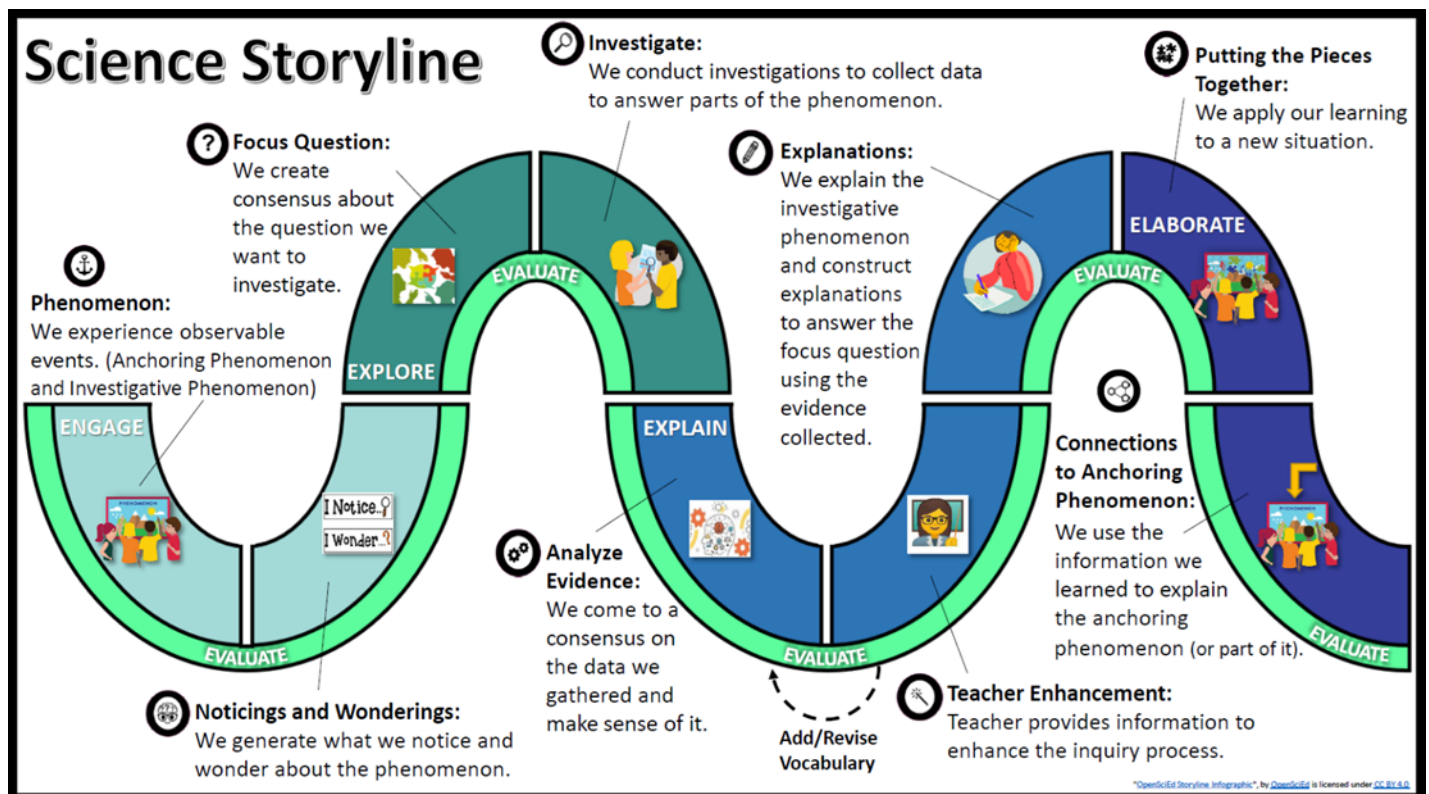 Science Storyline
Phenomenon:
We experience observable
events. (Anchoring Phenomenon
and Investigative Phenomenon)
ENGAGE
Noticings and Wonderings:
We generate what we notice and
wonder about the phenomenon.
PHENOMENON
I Notice...
I Wonder...?
EVALUATE
?
Focus Question:
We create
consensus about
the question we
want to
investigate.
EXPLORE
Investigate:
We conduct investigations to collect data
to answer parts of the phenomenon.
EVALUATE
EXPLAIN
Analyze
Evidence:
We come to a
consensus on
the data we
gathered and
make sense of it.
EVALUATE
Add/Revise
Vocabulary
Teacher Enhancement:
Teacher provides information to
enhance the inquiry process.
Explanations:
We explain the
investigative
phenomenon
and construct
explanations
to answer the
focus question
using the
evidence
collected.
EVALUATE
Putting the Pieces
Together:
We apply our learning
to a new situation.
ELABORATE
Connections
to Anchoring
Phenomenon:
We use the
information we
learned to explain
the anchoring
phenomenon (or part of it).
PHENOMENON
EVALUATE
"OpenSciEd Storyline Infographic", by OpenSciEd is licensed under CC BY 4.0